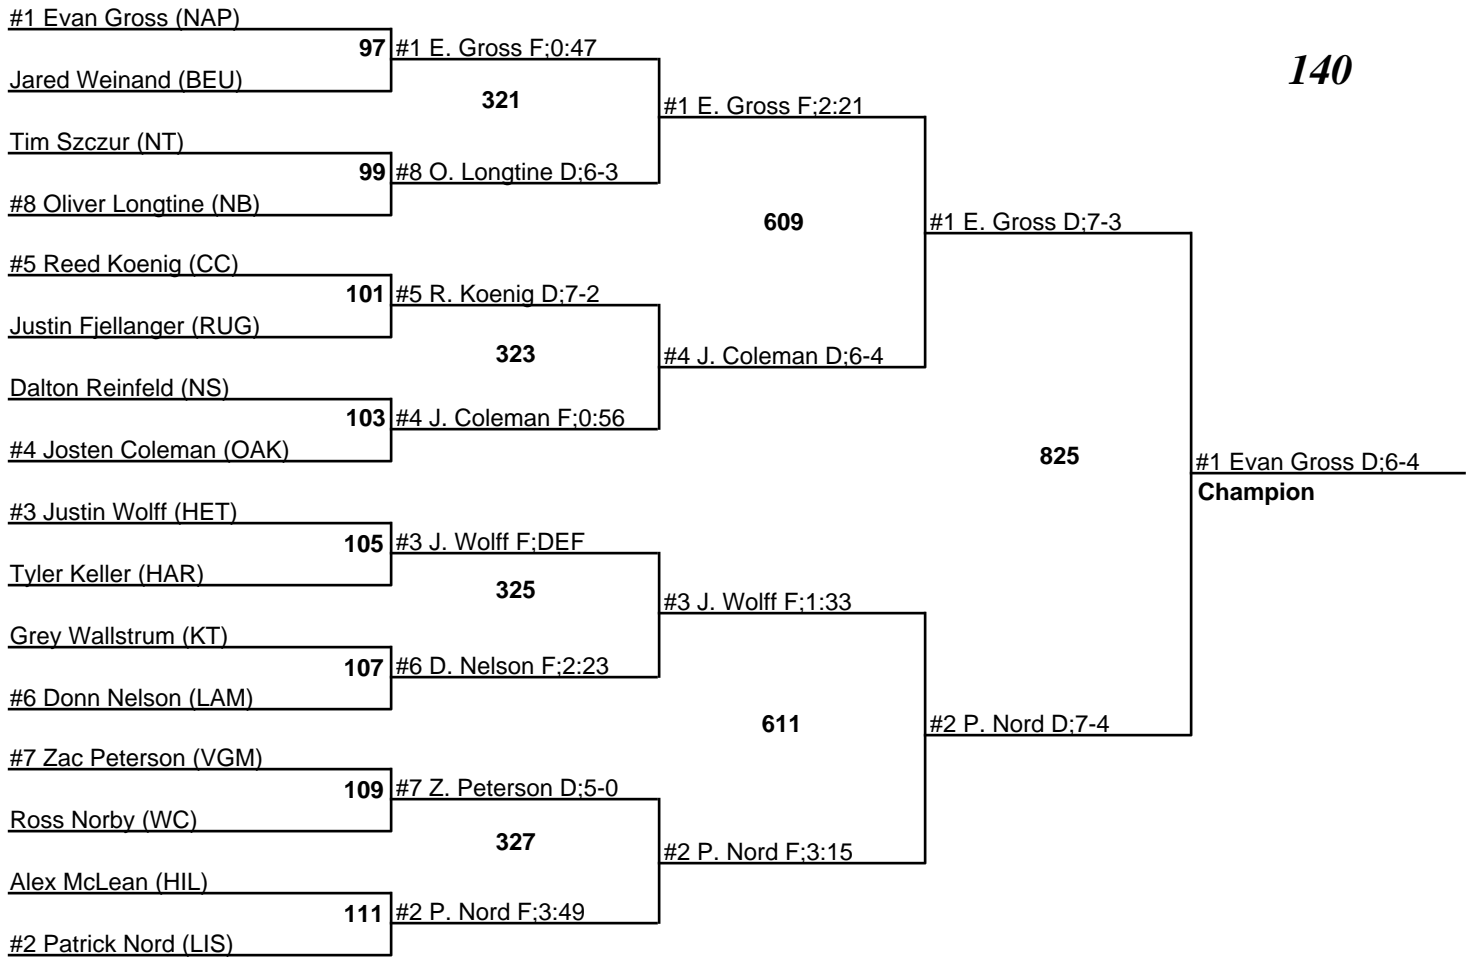 #1 Evan Gross (NAP)
97 #1 E. Gross F;0:47
140
Jared Weinand (BEU)
321
#1 E. Gross F;2:21
Tim Szczur (NT)
99 #8 O. Longtine D;6-3
#8 Oliver Longtine (NB)
609
#1 E. Gross D;7-3
#5 Reed Koenig (CC)
101 #5 R. Koenig D;7-2
Justin Fjellanger (RUG)
323
#4 J. Coleman D;6-4
Dalton Reinfeld (NS)
103 #4 J. Coleman F;0:56
#4 Josten Coleman (OAK)
825
#1 Evan Gross D;6-4
Champion
#3 Justin Wolff (HET)
105 #3 J. Wolff F;DEF
Tyler Keller (HAR)
325
#3 J. Wolff F;1:33
Grey Wallstrum (KT)
107 #6 D. Nelson F;2:23
#6 Donn Nelson (LAM)
611
#2 P. Nord D;7-4
#7 Zac Peterson (VGM)
109 #7 Z. Peterson D;5-0
Ross Norby (WC)
327
#2 P. Nord F;3:15
Alex McLean (HIL)
111 #2 P. Nord F;3:49
#2 Patrick Nord (LIS)